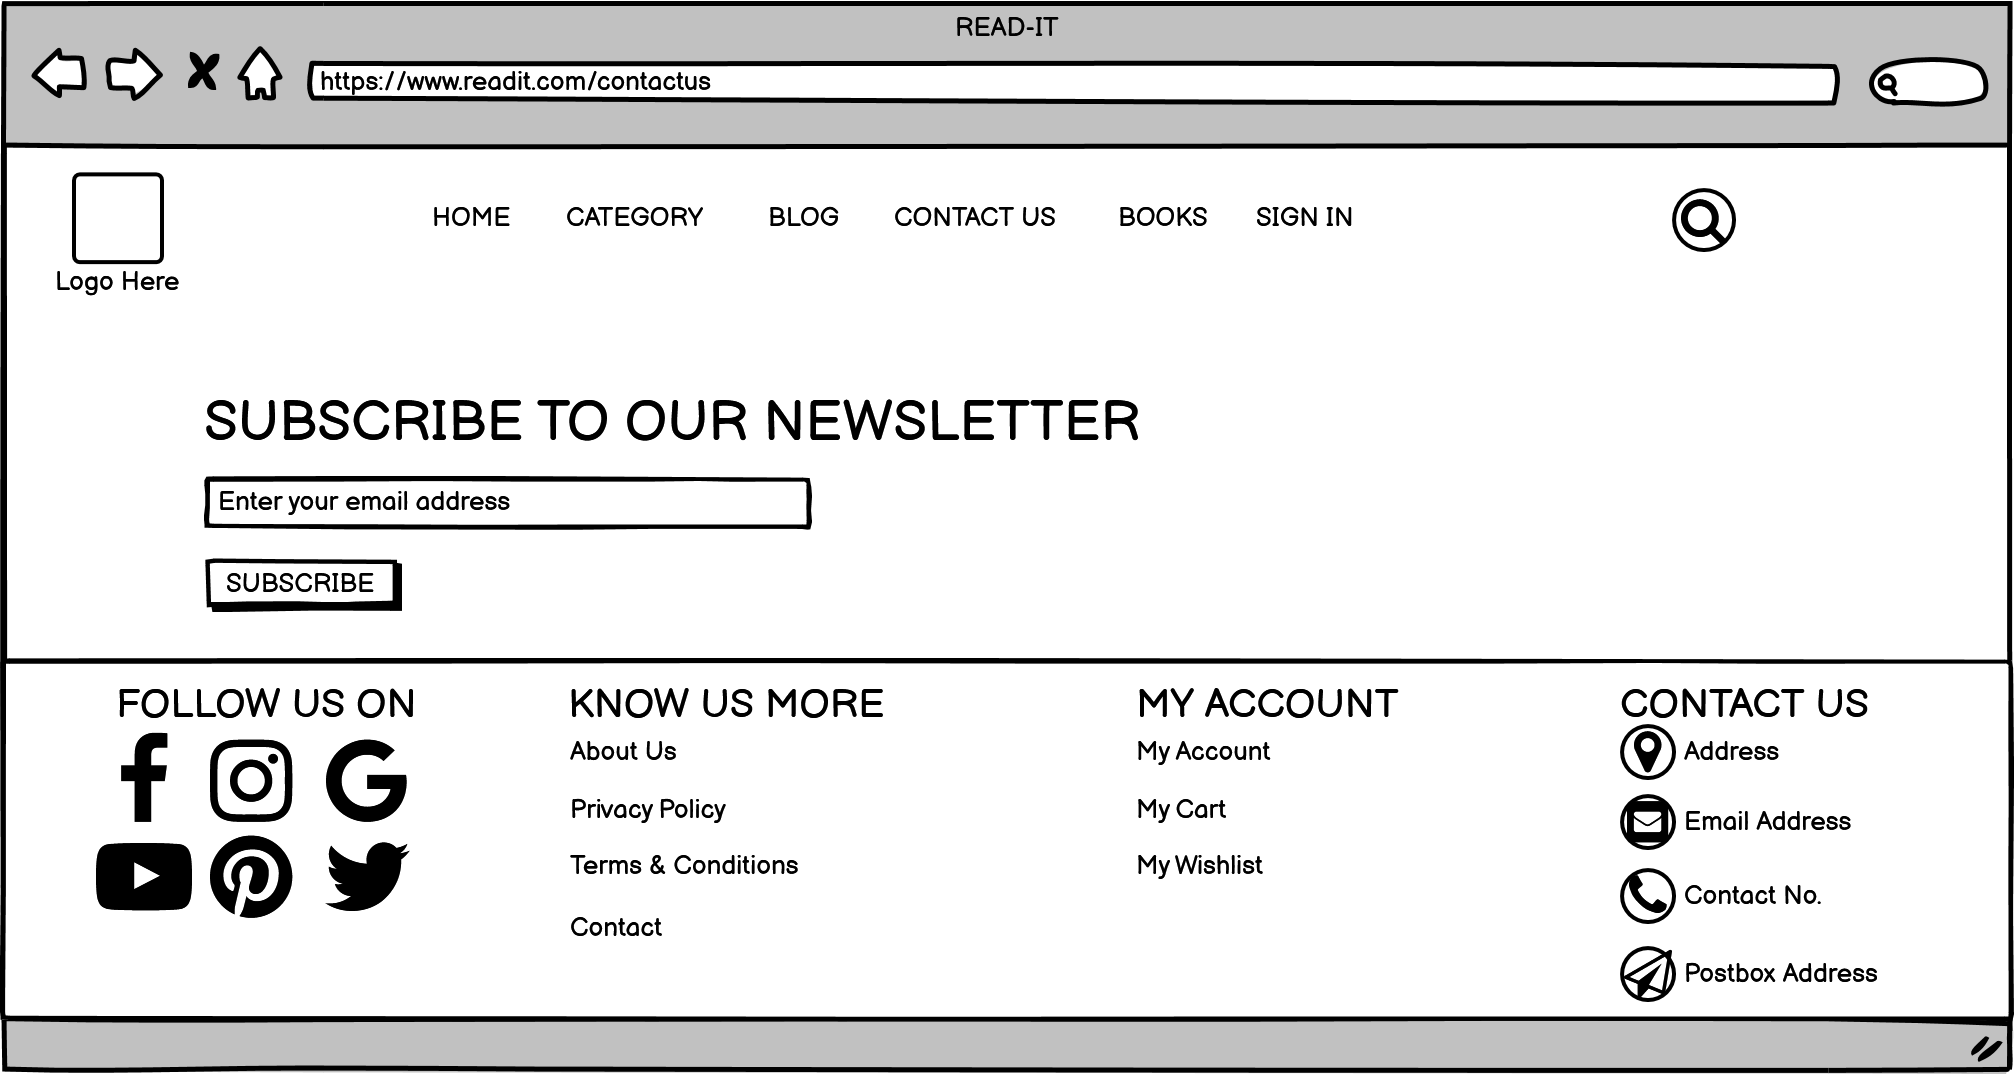 READ-IT
https://www.readit.com/contactus
HOME CATEGORY BLOG CONTACT US BOOKS SIGN IN
Logo Here
SUBSCRIBE TO OUR NEWSLETTER
Enter your email address
SUBSCRIBE
FOLLOW US ON
KNOW US MORE
About Us
Privacy Policy
Terms & Conditions
Contact
MY ACCOUNT
My Account
My Cart
My Wishlist
CONTACT US
Address
Email Address
Contact No.
Postbox Address